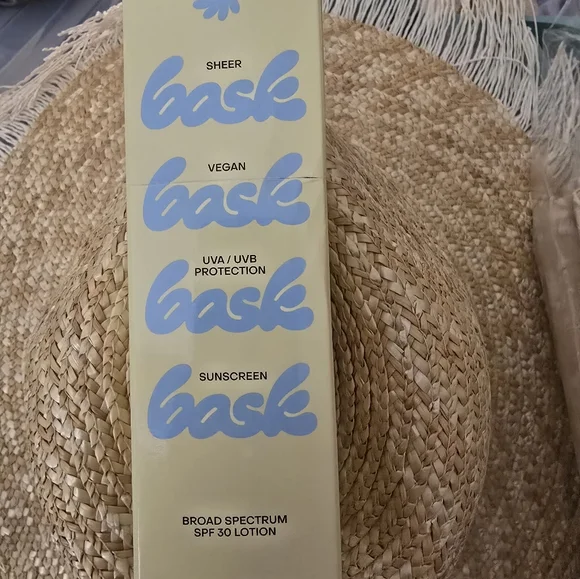 SHEER
bask
VEGAN
bask
UVA / UVB
PROTECTION
bask
SUNSCREEN
bask
BROAD SPECTRUM
SPF 30 LOTION